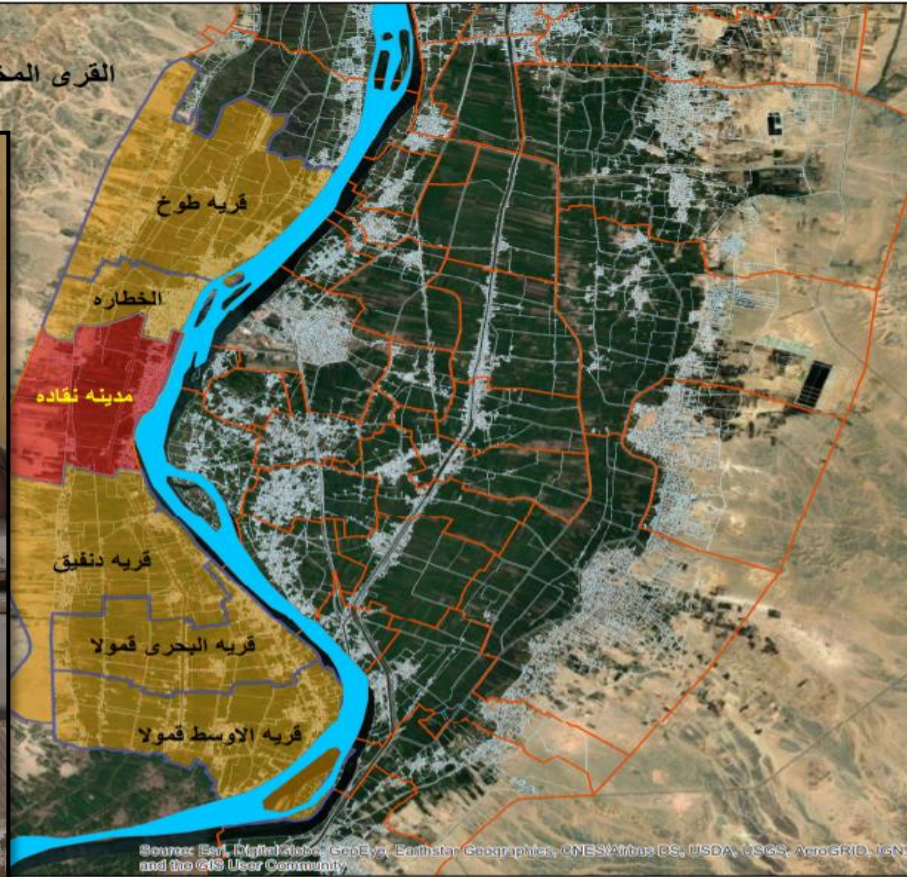 القرى
قريه طوخ
الخطاره
مدينه نقاده
قريه دنفيق
قريه البحرى قمولا
قريه الاوسط قمولا
Source: Esri, DigitalGlobe, GeoEye, Earthstar Geographics, CNES/Airbus DS, USDA, USGS, AeroGRID, IGN,
and the GIS User Community